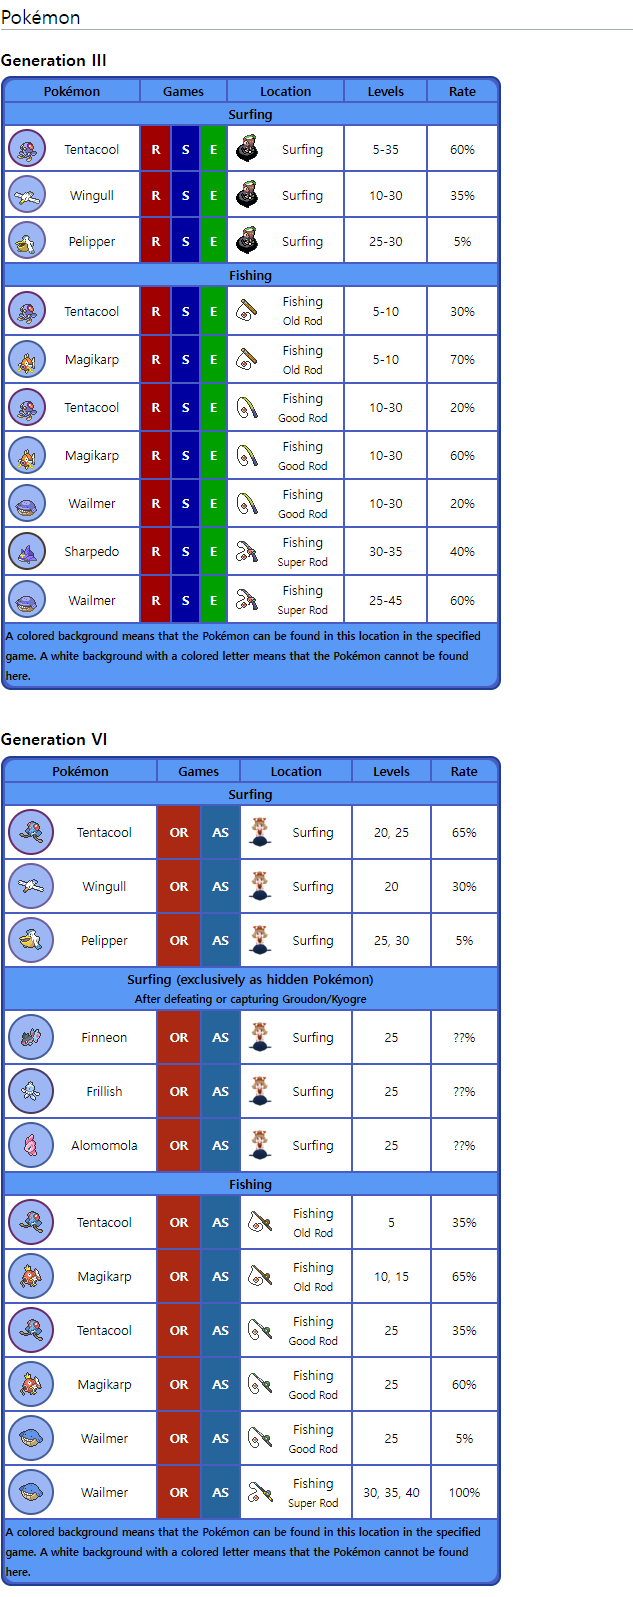 Pokémon
Generation III
Pokémon Games Location Levels Rate
Surfing
Tentacool R S E Surfing 5-35 60%
Wingull R S E Surfing 10-30 35%
Pelipper R S E Surfing 25-30 5%
Fishing
Tentacool R S E Fishing Old Rod 5-10 30%
Magikarp R S E Fishing Old Rod 5-10 70%
Tentacool R S E Fishing Good Rod 10-30 20%
Magikarp R S E Fishing Good Rod 10-30 60%
Wailmer R S E Fishing Good Rod 10-30 20%
Sharpedo R S E Fishing Super Rod 30-35 40%
Wailmer R S E Fishing Super Rod 25-45 60%
A colored background means that the Pokémon can be found in this location in the specified
game. A white background with a colored letter means that the Pokémon cannot be found
here.
Generation VI
Pokémon Games Location Levels Rate
Surfing
Tentacool OR AS Surfing 20, 25 65%
Wingull OR AS Surfing 20 30%
Pelipper OR AS Surfing 25, 30 5%
Surfing (exclusively as hidden Pokémon)
After defeating or capturing Groudon/Kyogre
Finneon OR AS Surfing 25 ??%
Frillish OR AS Surfing 25 ??%
Alomomola OR AS Surfing 25 ??%
Fishing
Tentacool OR AS Fishing Old Rod 5 35%
Magikarp OR AS Fishing Old Rod 10, 15 65%
Tentacool OR AS Fishing Good Rod 25 35%
Magikarp OR AS Fishing Good Rod 25 60%
Wailmer OR AS Fishing Good Rod 25 5%
Wailmer OR AS Fishing Super Rod 30, 35, 40 100%
A colored background means that the Pokémon can be found in this location in the specified
game. A white background with a colored letter means that the Pokémon cannot be found
here.